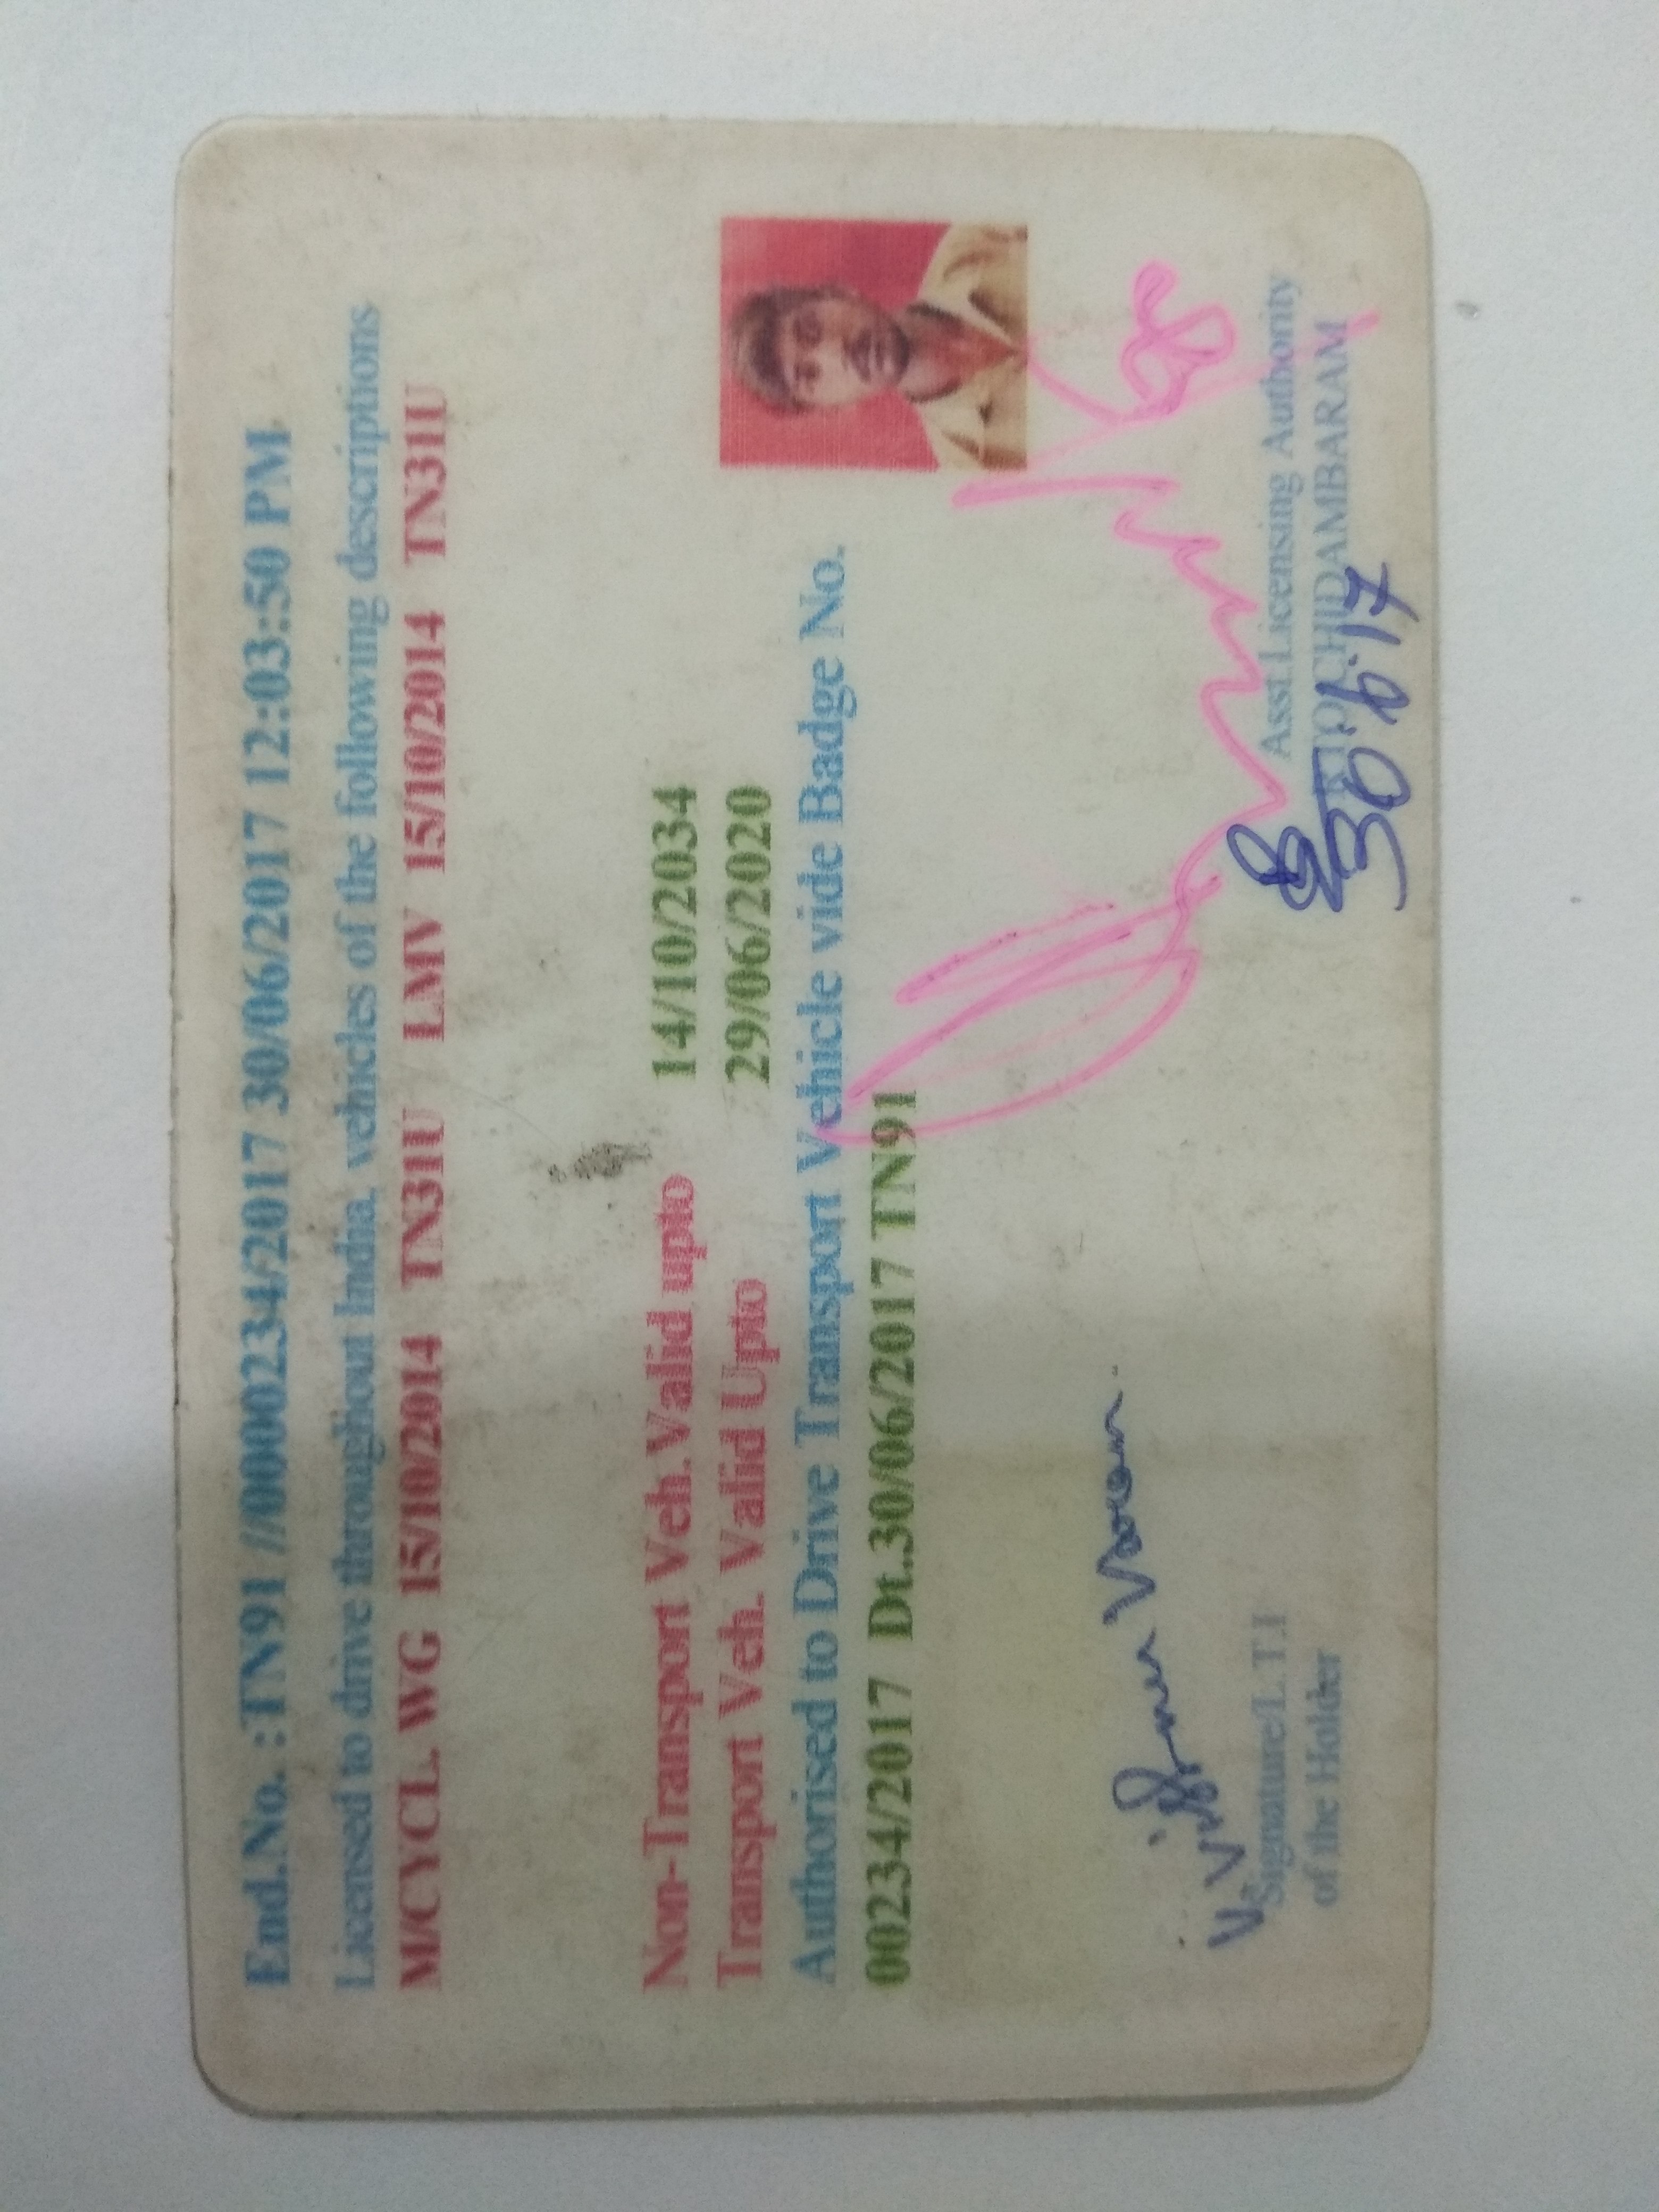 End.No. :TN91 //0000234/2017 30/06/2017 12:03:50 PM
Licensed to drive throughout India, vehicles of the following descriptions
M/CYCL. WG 15/10/2014 TN31U LMV 15/10/2014 TN31U
Non-Transport Veh.Valid upto 14/10/2034
Transport Veh. Valid Upto 29/06/2020
Authorised to Drive Transport Vehicle vide Badge No.
00234/2017 Dt.30/06/2017 TN91
Signature/L.T.I
of the Holder
Asst.Licensing Authority
RTO,CHIDAMBARAM
30.6.17